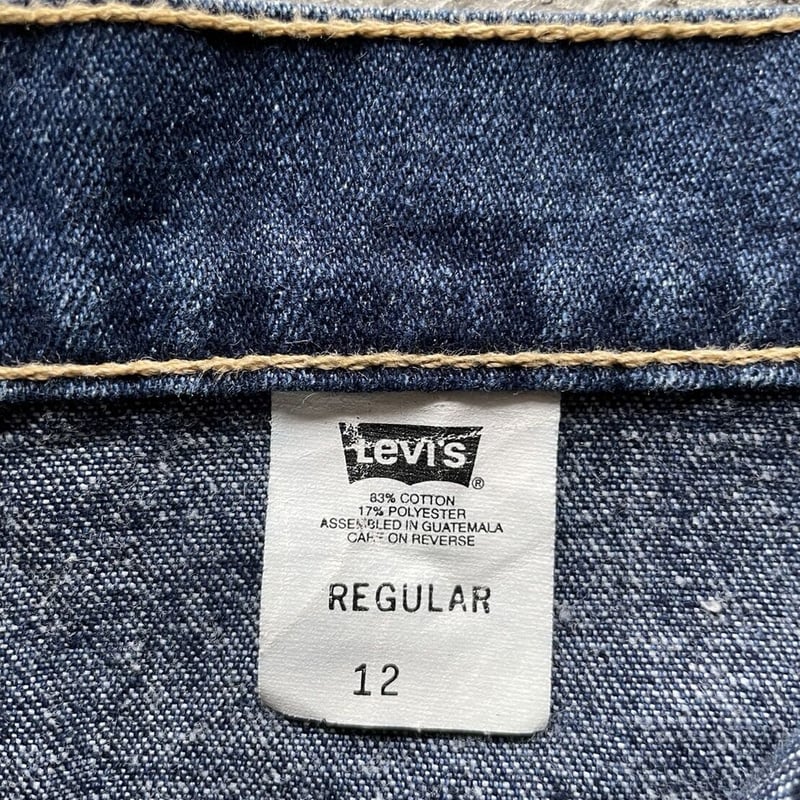 Levi's ®
83% COTTON
17% POLYESTER
ASSEMBLED IN GUATEMALA
CARE ON REVERSE
REGULAR
12